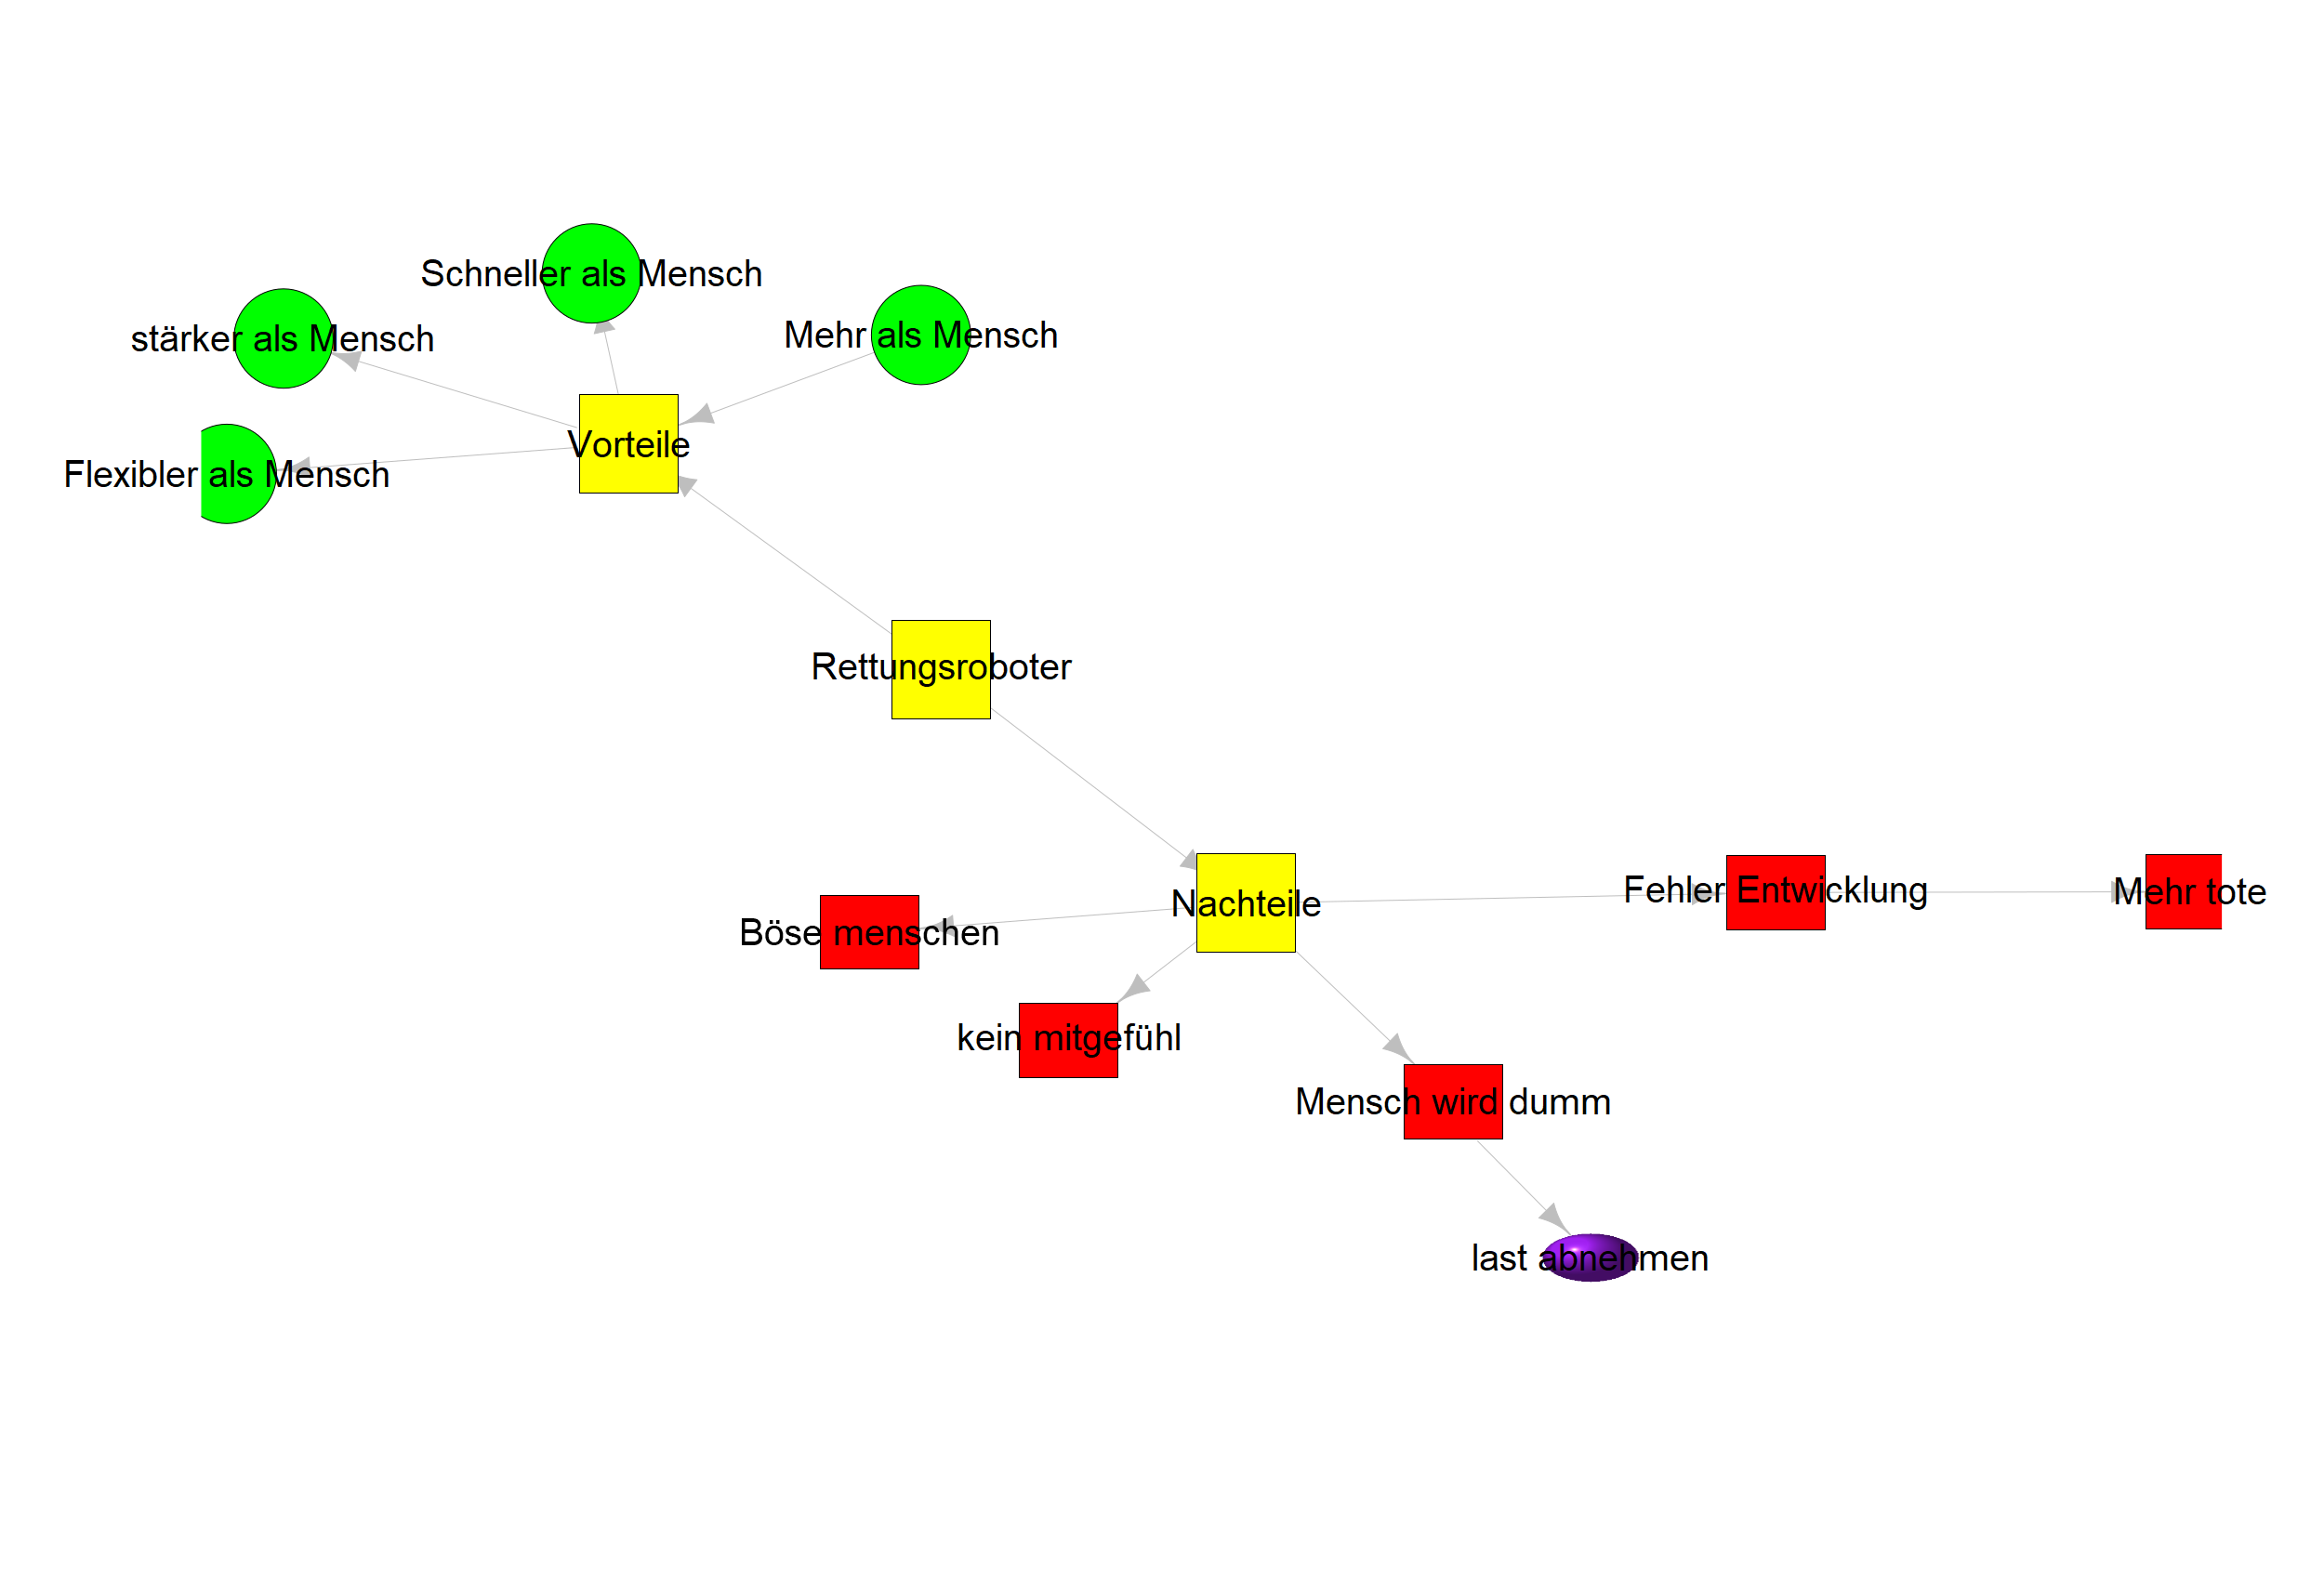 Schneller als Mensch
Mehr als Mensch
stärker als Mensch
Vorteile
Flexibler als Mensch
Rettungsroboter
Nachteile
Fehler Entwicklung
Mehr tote
Böse menschen
kein mitgefühl
Mensch wird dumm
last abnehmen